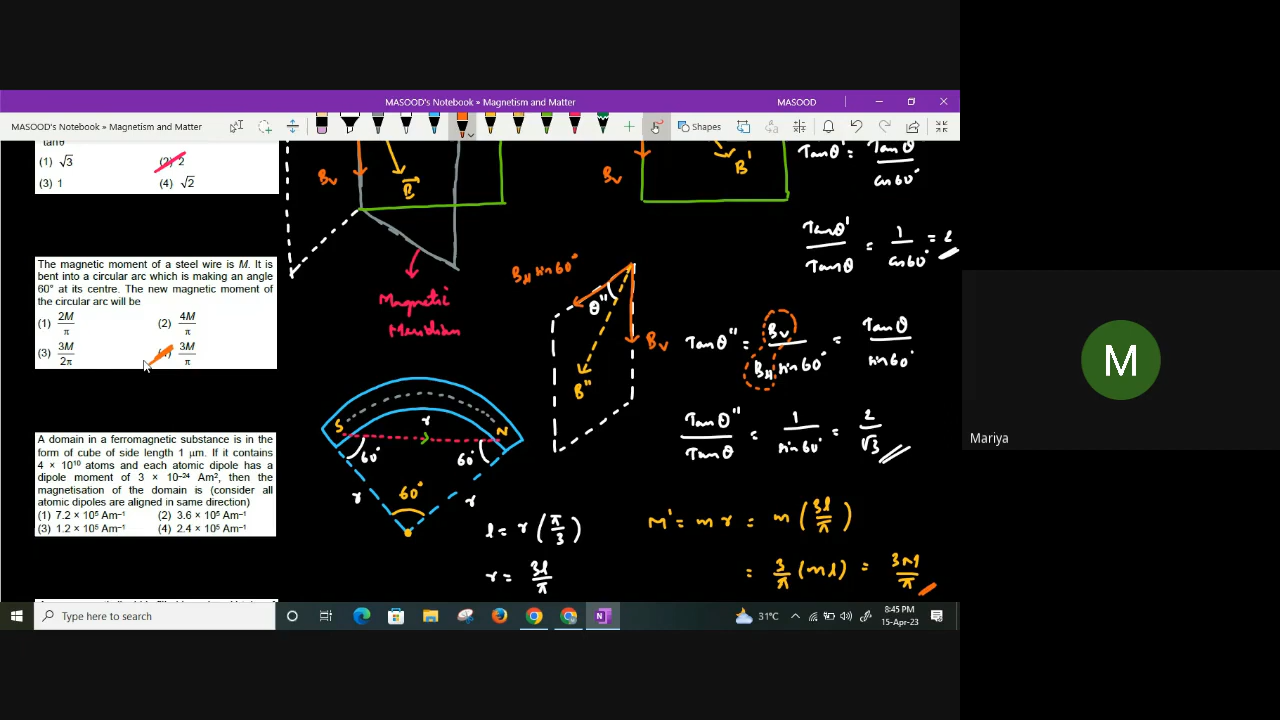 MASOOD's Notebook » Magnetism and Matter
MASOOD
MASOOD's Notebook » Magnetism and Matter
Shapes
tanθ
(1) √3
(2) 2
(3) 1
(4) √2
Bv
B
Magnetic
Meridian
Bv
B'
Tanθ' = Tanθ / cos60°
Tanθ' / Tanθ = 1 / cos60° = 2
The magnetic moment of a steel wire is M. It is
bent into a circular arc which is making an angle
60° at its centre. The new magnetic moment of
the circular arc will be
(1) 2M/π
(2) 4M/π
(3) 3M/2π
3M/π
BH sin60°
θ''
Bv
B''
Tanθ'' = Bv / BH sin60° = Tanθ / sin60°
Tanθ'' / Tanθ = 1 / sin60° = 2 / √3
S
r
N
60°
60°
r
60°
r
l = r (π/3)
r = 3l/π
M' = m r = m (3l/π)
= 3/π (ml) = 3M/π
A domain in a ferromagnetic substance is in the
form of cube of side length 1 μm. If it contains
4 × 10¹⁰ atoms and each atomic dipole has a
dipole moment of 3 × 10⁻²⁴ Am², then the
magnetisation of the domain is (consider all
atomic dipoles are aligned in same direction)
(1) 7.2 × 10⁵ Am⁻¹
(2) 3.6 × 10⁵ Am⁻¹
(3) 1.2 × 10⁵ Am⁻¹
(4) 2.4 × 10⁵ Am⁻¹
Type here to search
31°C
8:45 PM
15-Apr-23
M
Mariya